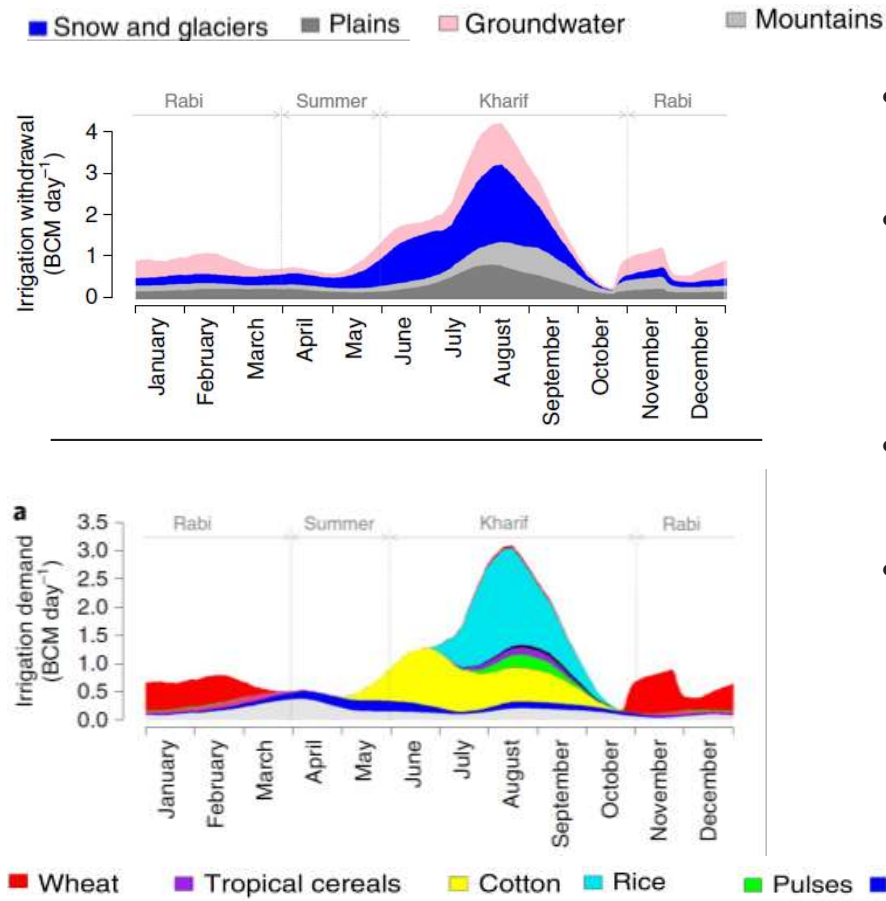 Snow and glaciers Plains Groundwater Mountains
Rabi Summer Kharif Rabi
Irrigation withdrawal
(BCM day⁻¹)
4
3
2
1
0
January February March April May June July August September October November December
a
Rabi Summer Kharif Rabi
Irrigation demand
(BCM day⁻¹)
3.5
3.0
2.5
2.0
1.5
1.0
0.5
0.0
January February March April May June July August September October November December
Wheat Tropical cereals Cotton Rice Pulses